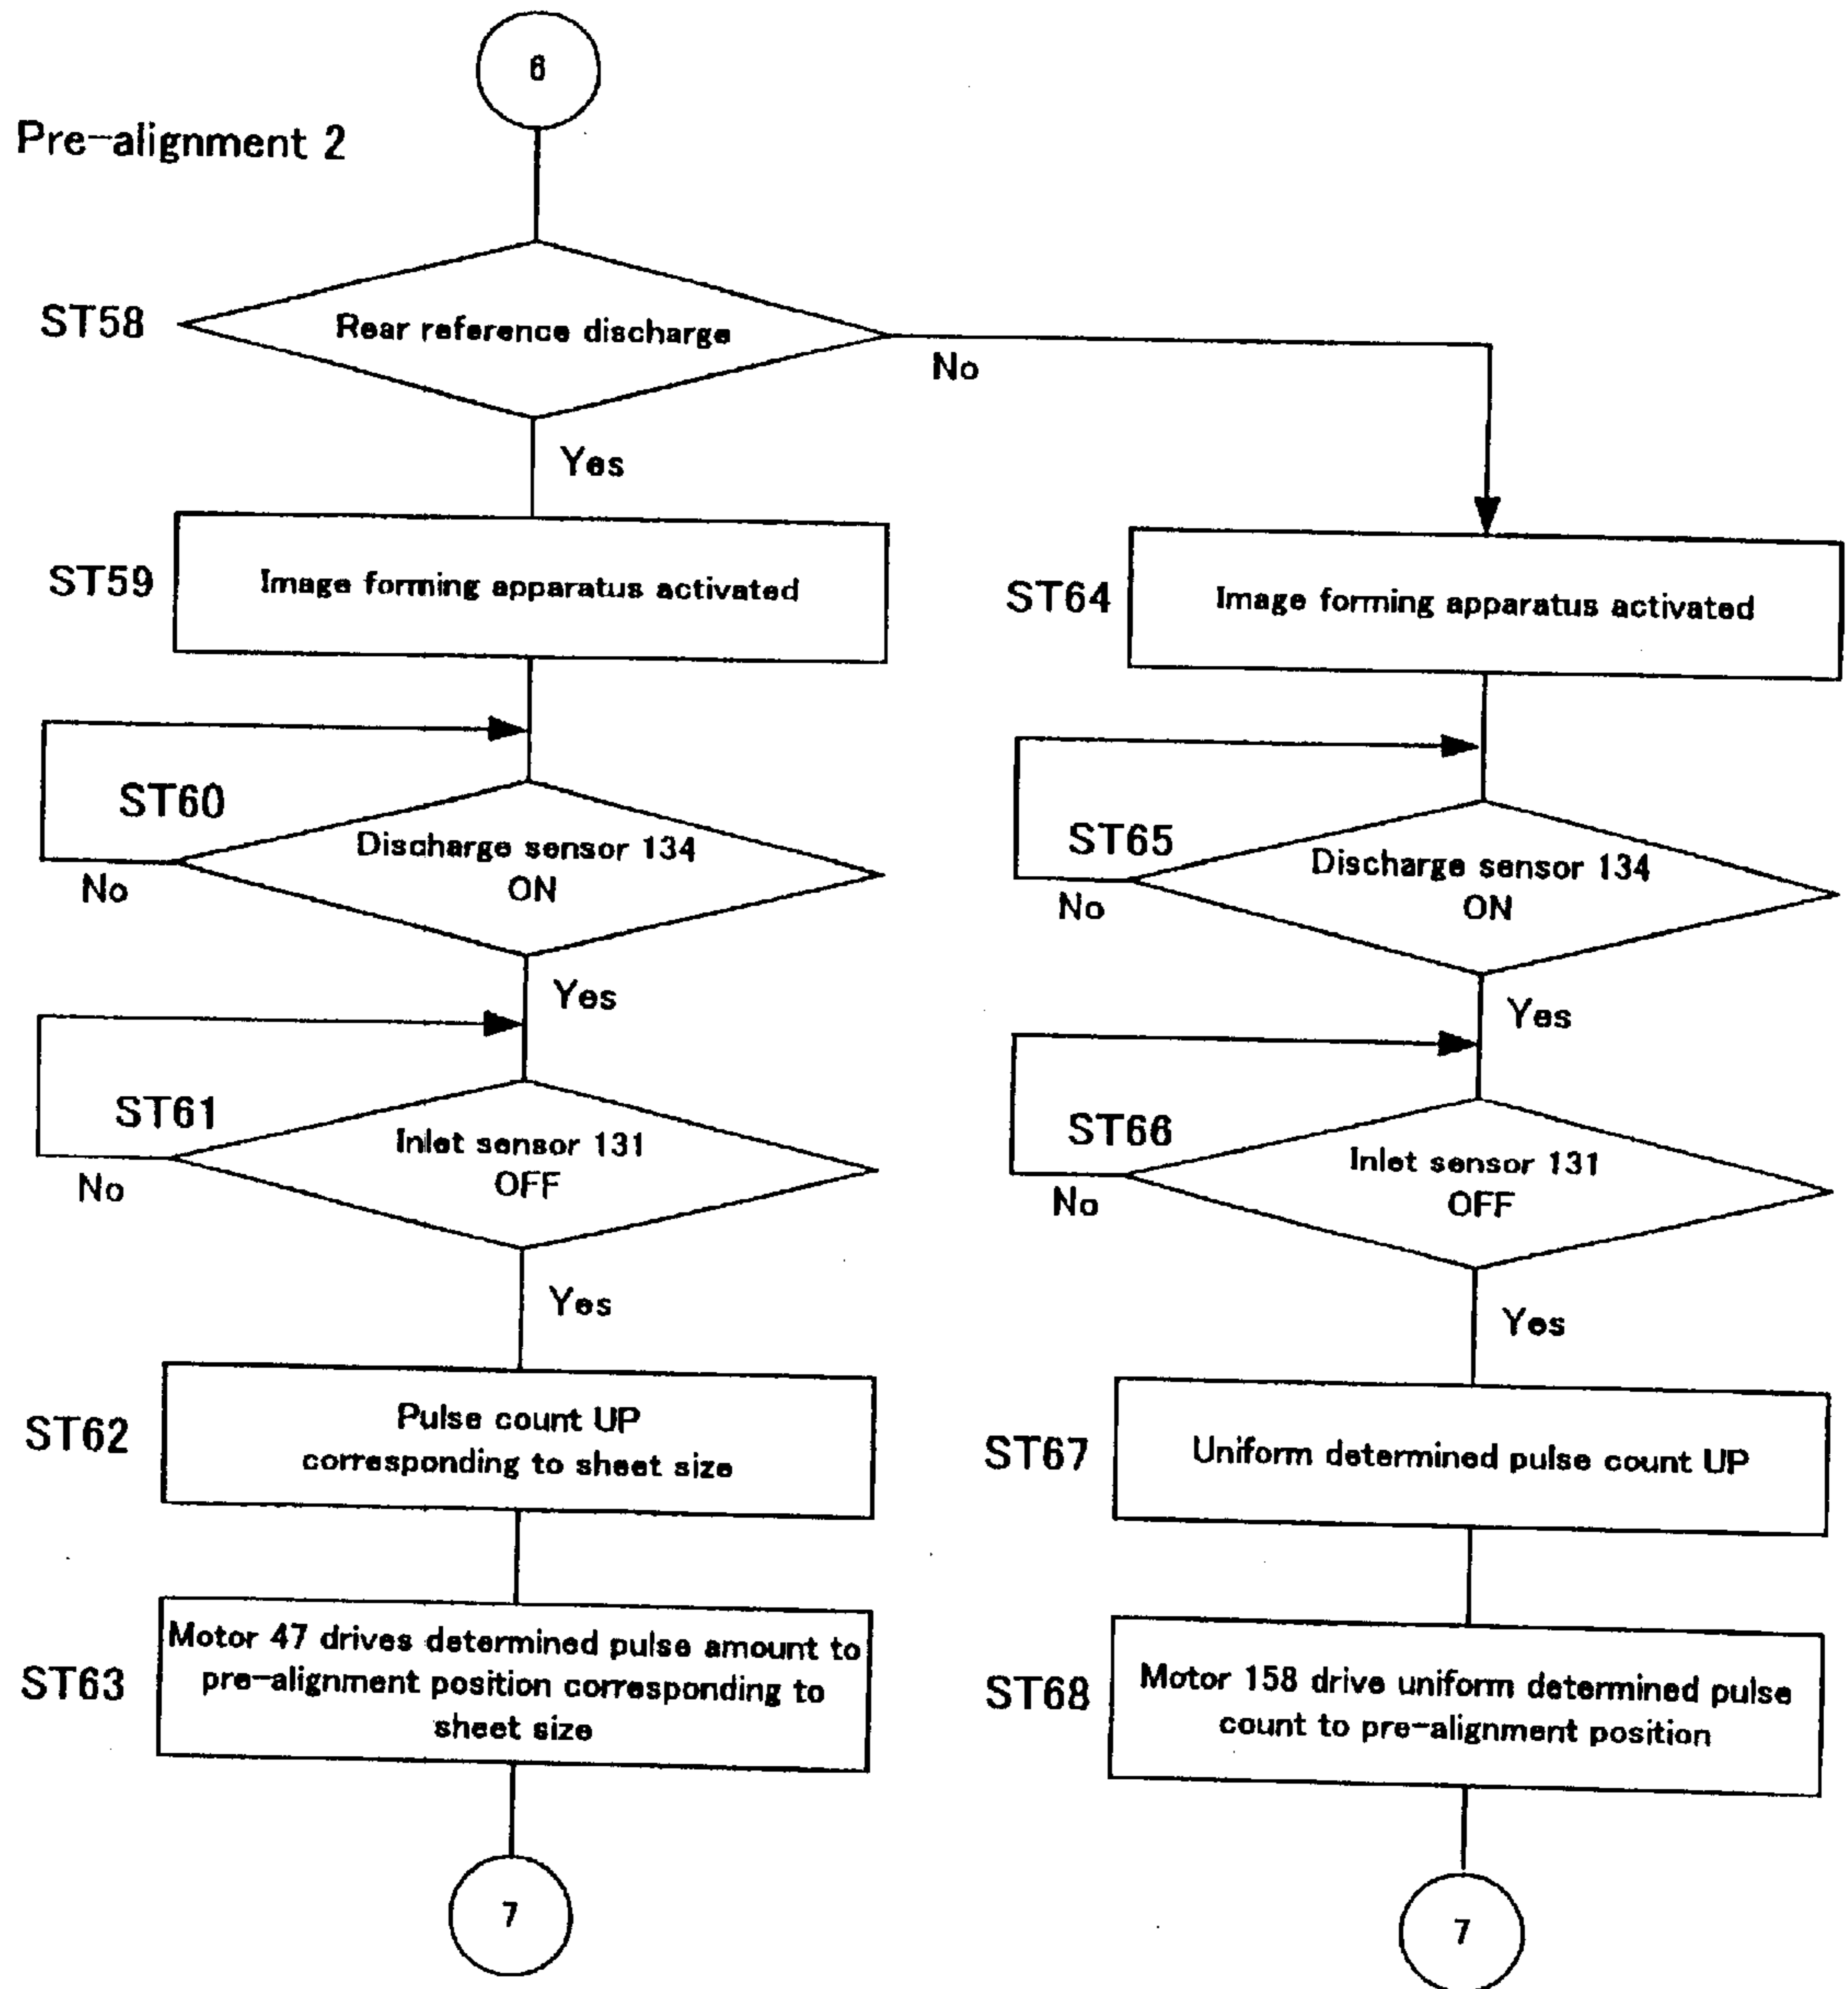 6
Pre-alignment 2
ST58
Rear reference discharge
No
Yes
ST59
Image forming apparatus activated
ST60
Discharge sensor 134
ON
No
Yes
ST61
Inlet sensor 131
OFF
No
Yes
ST62
Pulse count UP
corresponding to sheet size
ST63
Motor 47 drives determined pulse amount to
pre-alignment position corresponding to
sheet size
7
ST64
Image forming apparatus activated
ST65
Discharge sensor 134
ON
No
Yes
ST66
Inlet sensor 131
OFF
No
Yes
ST67
Uniform determined pulse count UP
ST68
Motor 158 drive uniform determined pulse
count to pre-alignment position
7